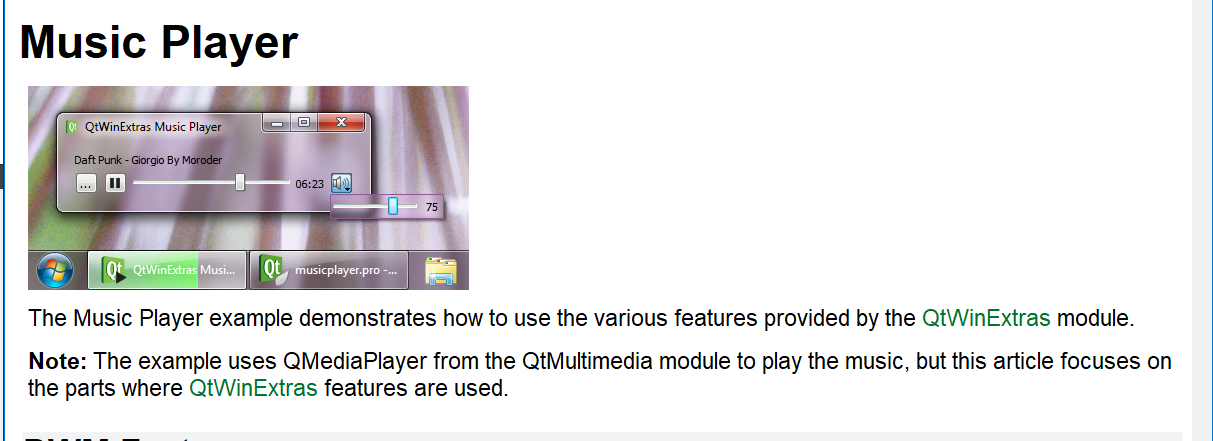 Music Player
QtWinExtras Music Player
Daft Punk - Giorgio By Moroder
...
06:23
75
Qt
QtWinExtras Musi...
Qt
musicplayer.pro -...
The Music Player example demonstrates how to use the various features provided by the QtWinExtras module.
Note: The example uses QMediaPlayer from the QtMultimedia module to play the music, but this article focuses on
the parts where QtWinExtras features are used.